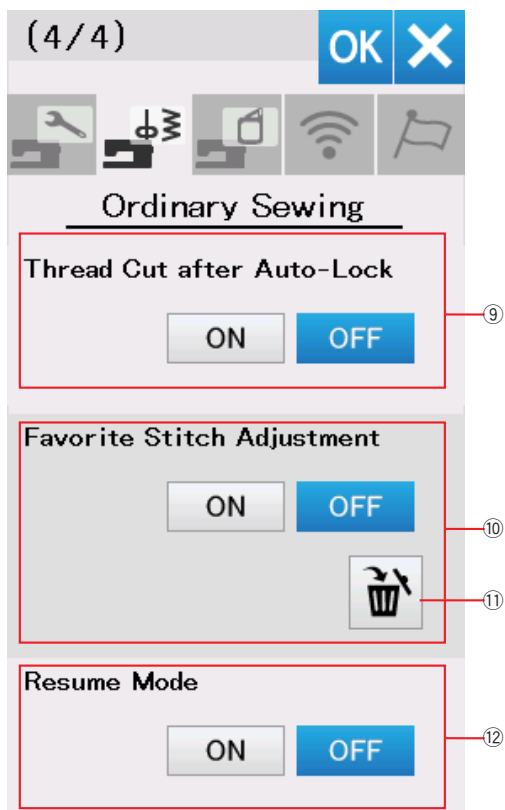 (4/4)
OK
Ordinary Sewing
Thread Cut after Auto-Lock
ON OFF
⑨
Favorite Stitch Adjustment
ON OFF
⑩
⑪
Resume Mode
ON OFF
⑫